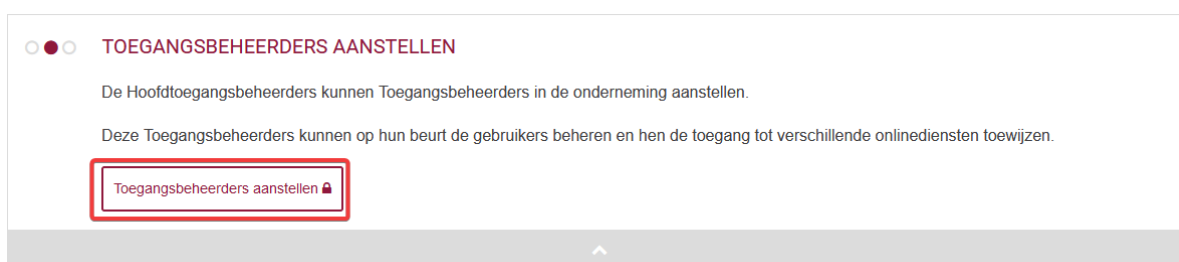 TOEGANGSBEHEERDERS AANSTELLEN
De Hoofdtoegangsbeheerders kunnen Toegangsbeheerders in de onderneming aanstellen.
Deze Toegangsbeheerders kunnen op hun beurt de gebruikers beheren en hen de toegang tot verschillende onlinediensten toewijzen.
Toegangsbeheerders aanstellen